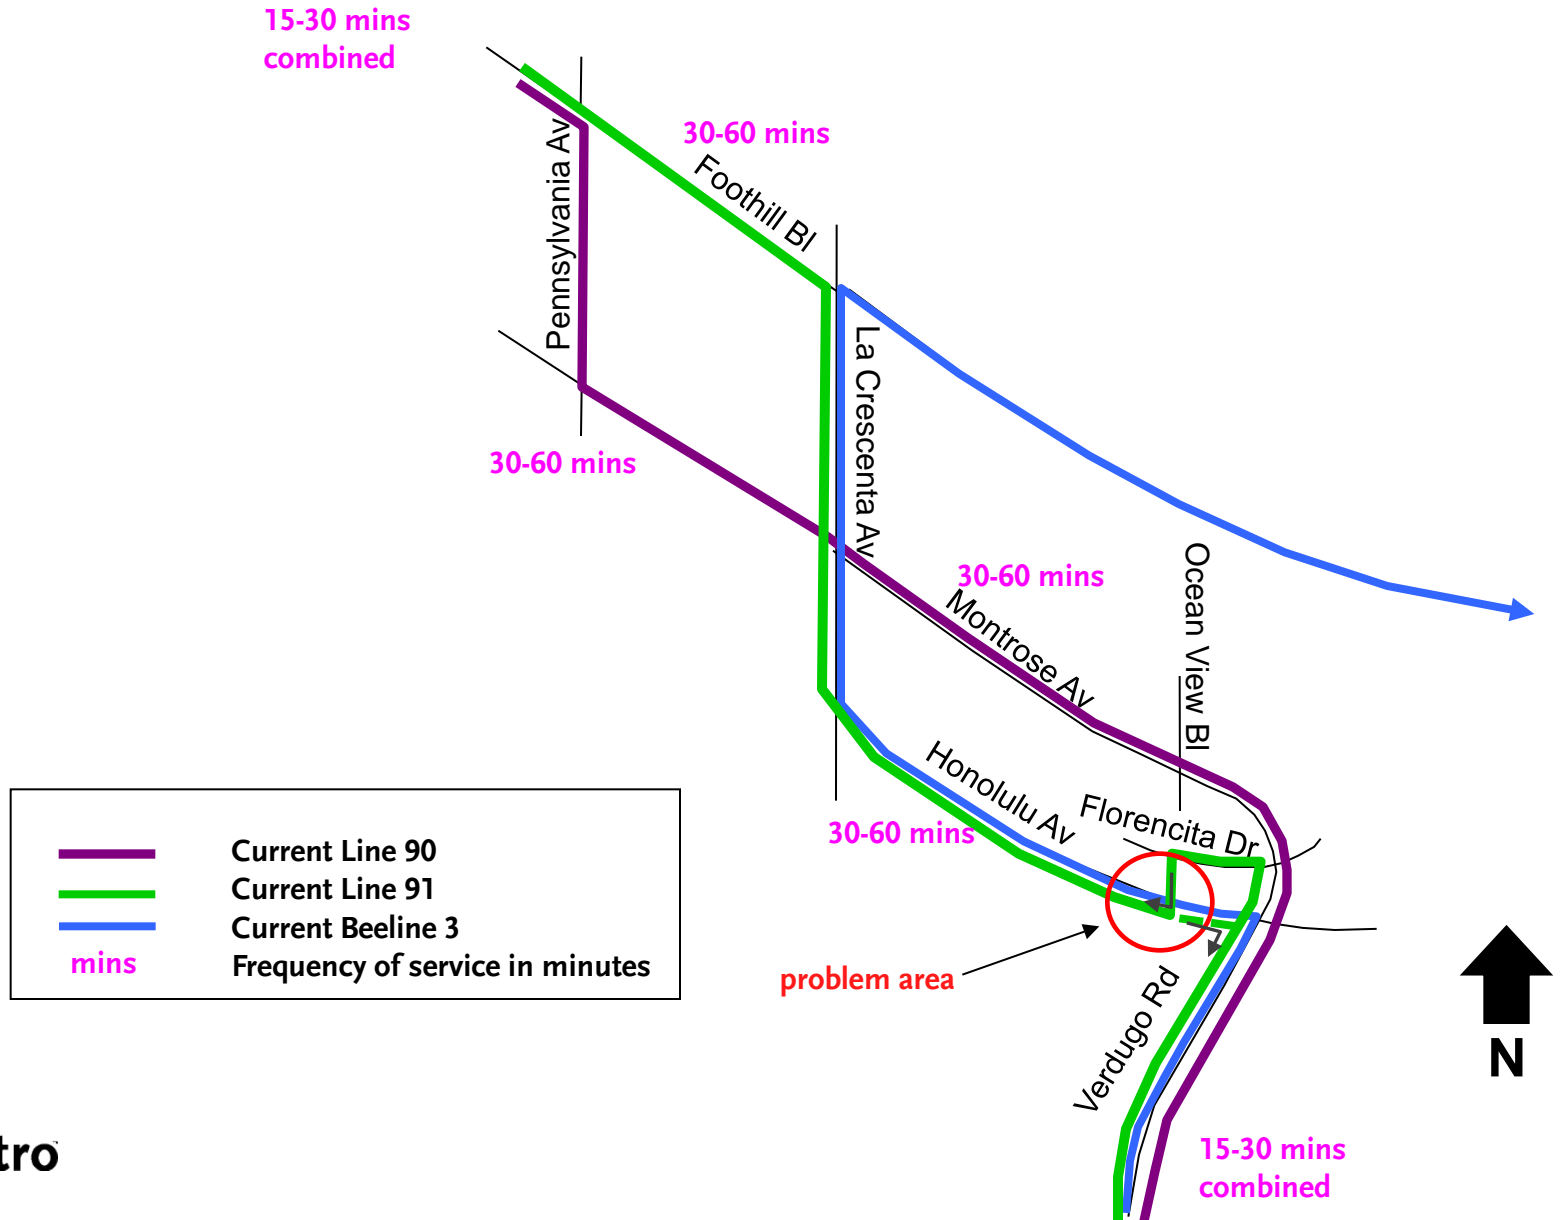 15-30 mins
combined
30-60 mins
Foothill Bl
Pennsylvania Av
La Crescenta Av
30-60 mins
30-60 mins
Montrose Av
Ocean View Bl
Honolulu Av
Florencita Dr
30-60 mins
Current Line 90
Current Line 91
Current Beeline 3
mins Frequency of service in minutes
problem area
Verdugo Rd
N
15-30 mins
combined
tro